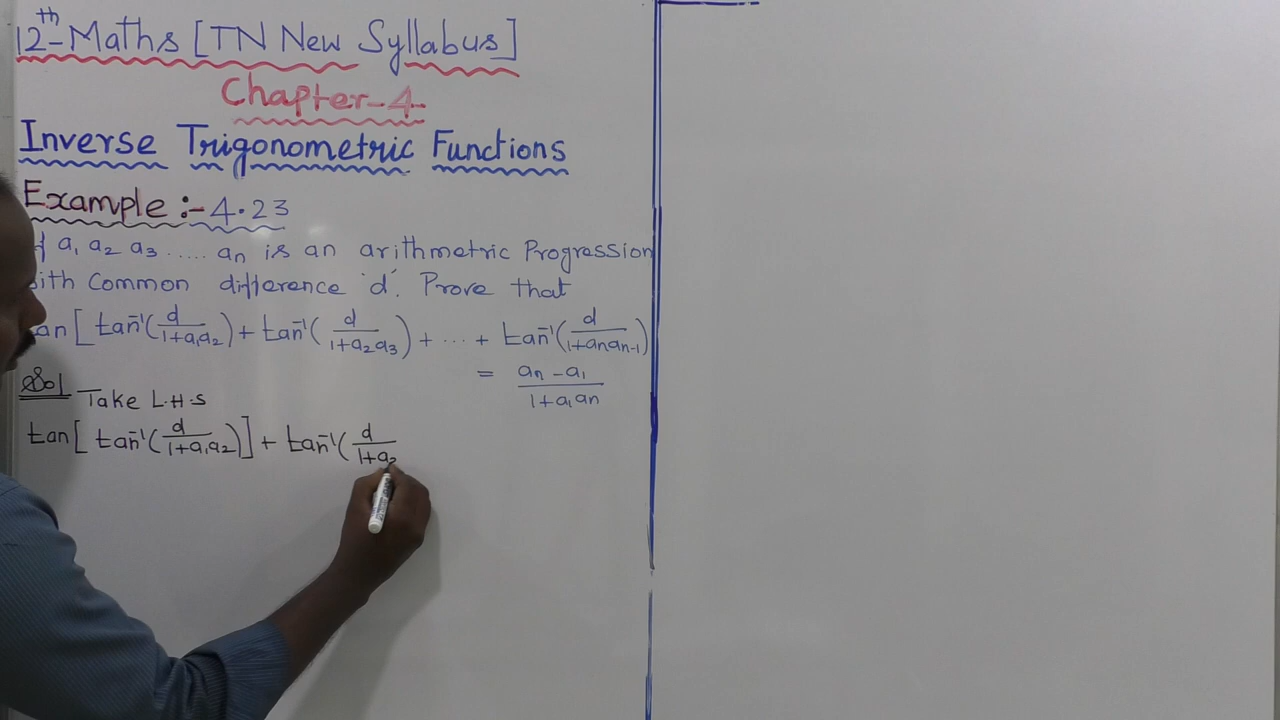 12th-Maths [TN New Syllabus]
Chapter-4
Inverse Trigonometric Functions
Example :- 4.23
a₁ a₂ a₃ ..... aₙ is an arithmetric Progression
Common difference 'd'. Prove that
[tan⁻¹(d/1+a₁a₂) + tan⁻¹(d/1+a₂a₃) + ... + tan⁻¹(d/1+aₙaₙ₋₁)
= aₙ - a₁/1+a₁aₙ
Sol Take L.H.S
tan[tan⁻¹(d/1+a₁a₂)] + tan⁻¹(d/1+a₂